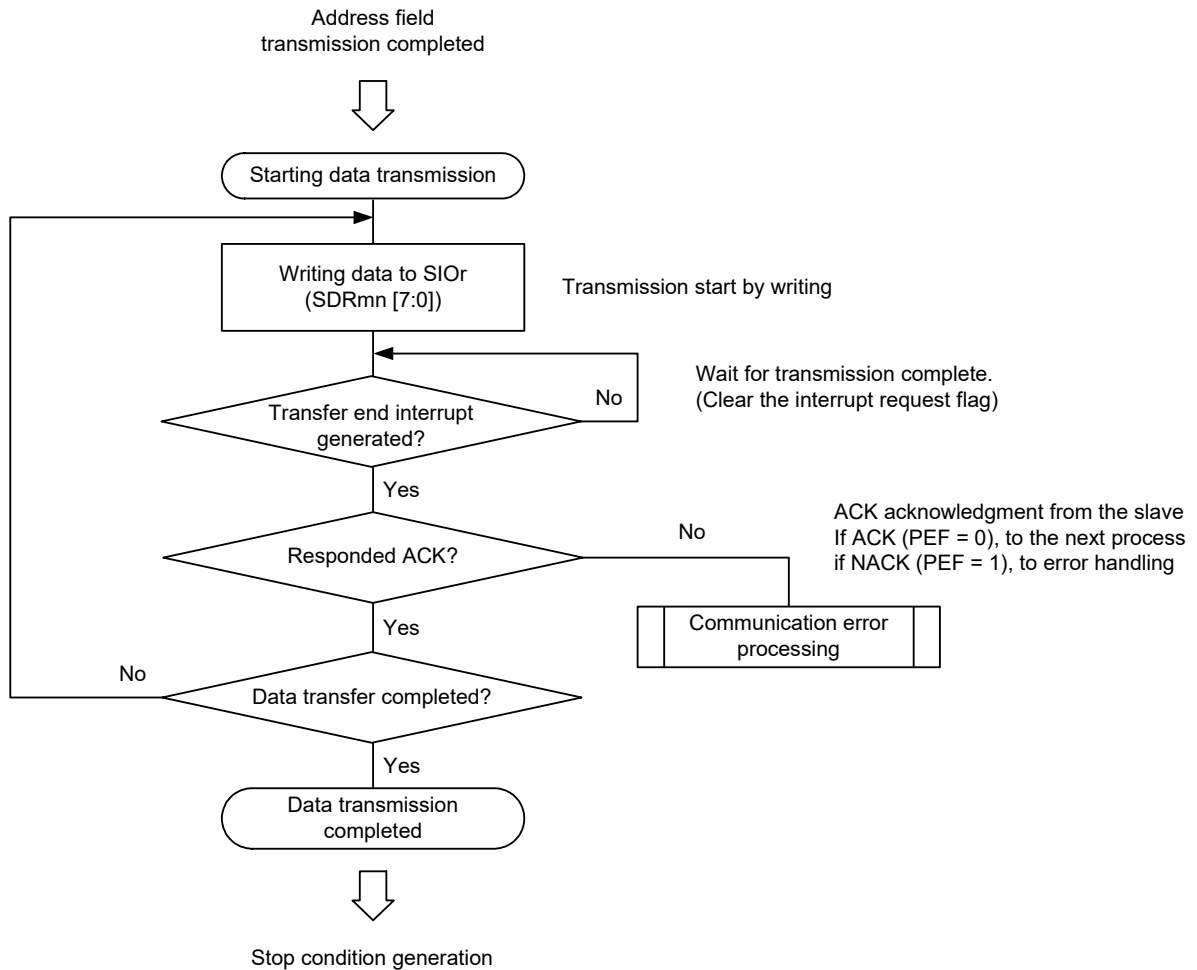 Address field
transmission completed
Starting data transmission
Writing data to SIOr
(SDRmn [7:0])
Transmission start by writing
Wait for transmission complete.
(Clear the interrupt request flag)
No
Transfer end interrupt
generated?
Yes
ACK acknowledgment from the slave
If ACK (PEF = 0), to the next process
if NACK (PEF = 1), to error handling
No
Responded ACK?
Communication error
processing
Yes
No
Data transfer completed?
Yes
Data transmission
completed
Stop condition generation